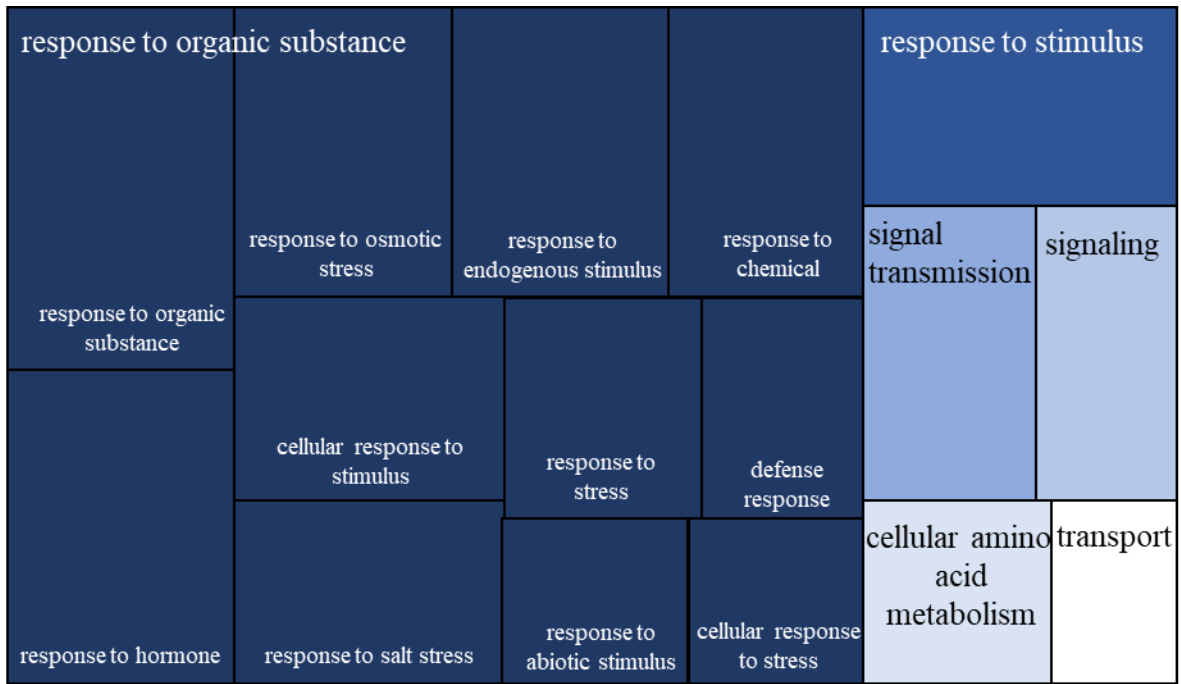 response to organic substance
response to stimulus
response to osmotic
stress
response to
endogenous stimulus
response to
chemical
signal
transmission
signaling
response to organic
substance
cellular response to
stimulus
response to
stress
defense
response
cellular amino
acid
metabolism
transport
response to hormone
response to salt stress
response to
abiotic stimulus
cellular response
to stress